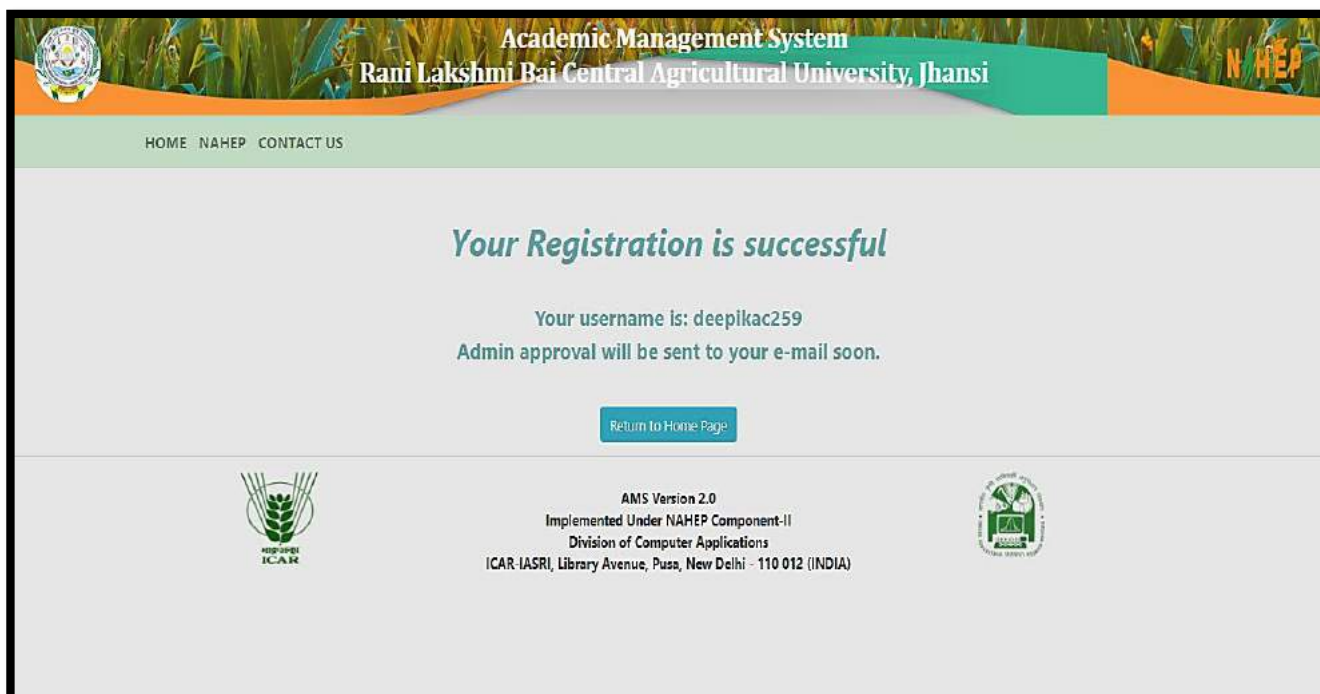 Academic Management System
Rani Lakshmi Bai Central Agricultural University, Jhansi
NAHEP
HOME NAHEP CONTACT US
Your Registration is successful
Your username is: deepikac259
Admin approval will be sent to your e-mail soon.
Return to Home Page
AMS Version 2.0
Implemented Under NAHEP Component-II
Division of Computer Applications
ICAR-IASRI, Library Avenue, Pusa, New Delhi - 110 012 (INDIA)
ICAR